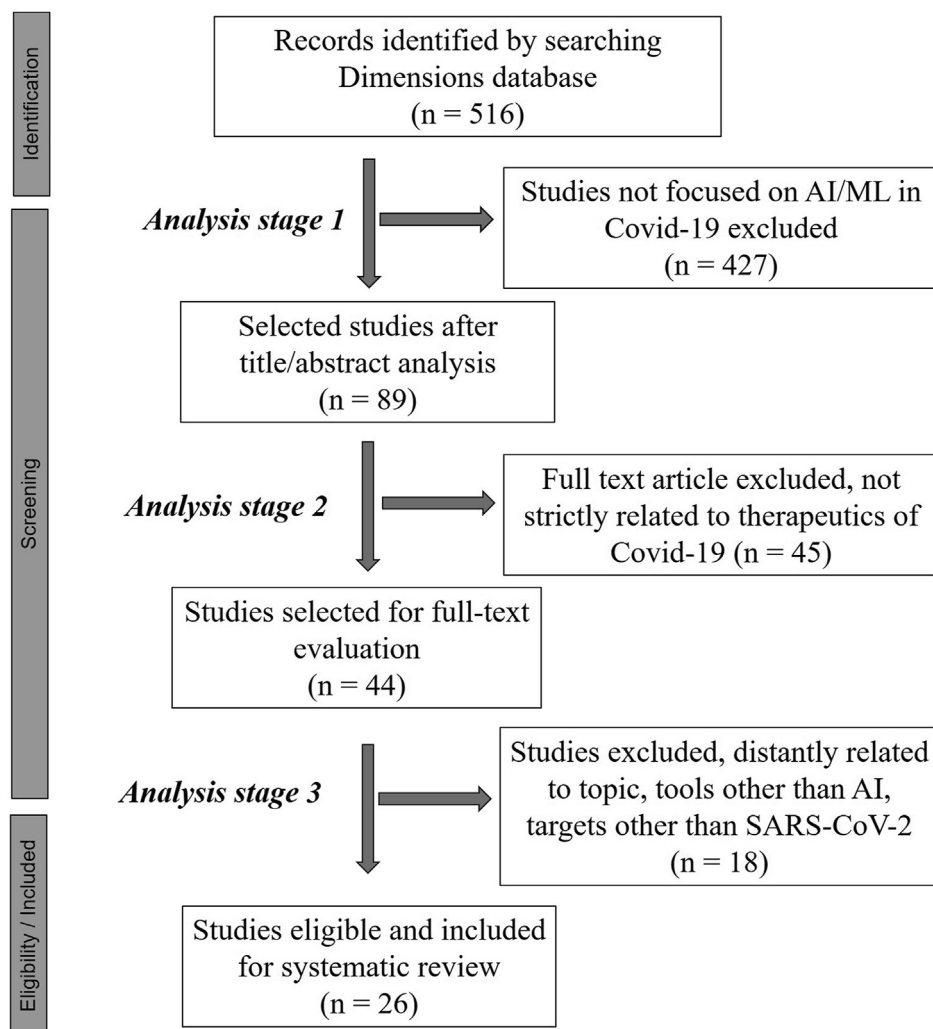 Identification
Records identified by searching
Dimensions database
(n = 516)
Analysis stage 1
Studies not focused on AI/ML in
Covid-19 excluded
(n = 427)
Screening
Selected studies after
title/abstract analysis
(n = 89)
Analysis stage 2
Full text article excluded, not
strictly related to therapeutics of
Covid-19 (n = 45)
Studies selected for full-text
evaluation
(n = 44)
Analysis stage 3
Studies excluded, distantly related
to topic, tools other than AI,
targets other than SARS-CoV-2
(n = 18)
Eligibility / Included
Studies eligible and included
for systematic review
(n = 26)